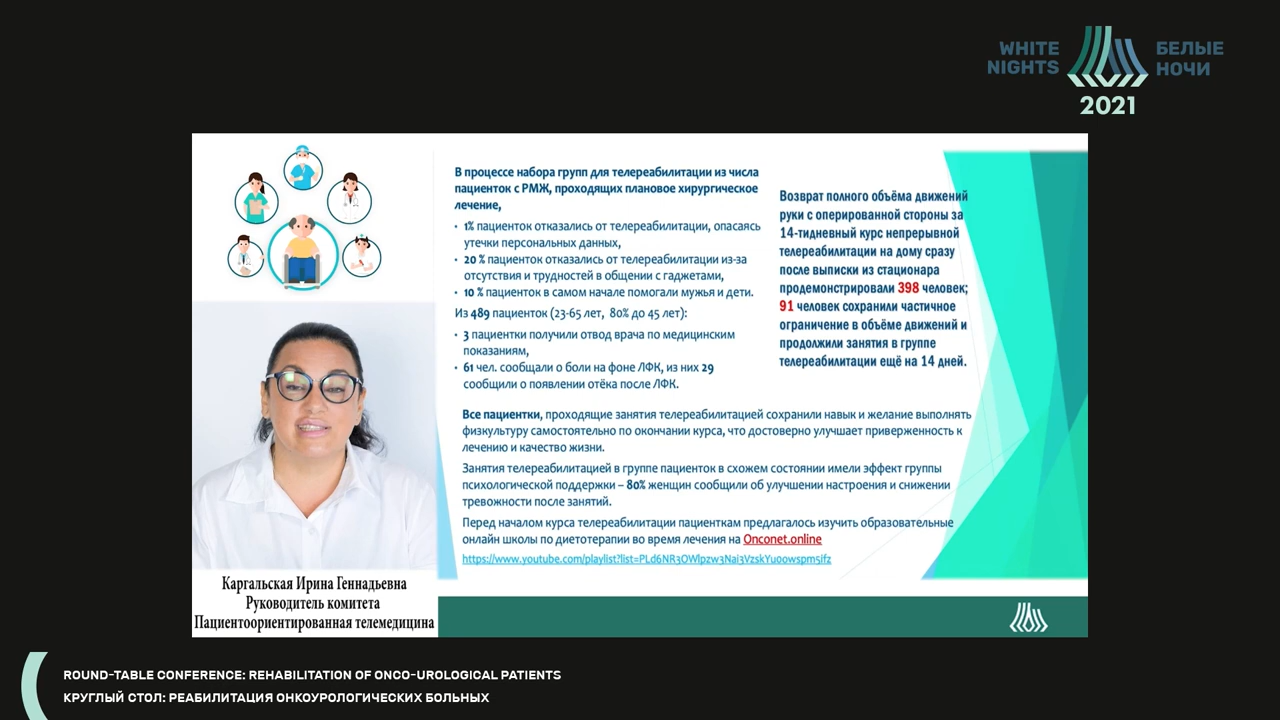 WHITE
NIGHTS
БЕЛЫЕ
НОЧИ
2021
В процессе набора групп для телереабилитации из числа
пациенток с РМЖ, проходящих плановое хирургическое
лечение,
• 1% пациенток отказались от телереабилитации, опасаясь
утечки персональных данных,
• 20 % пациенток отказались от телереабилитации из-за
отсутствия и трудностей в общении с гаджетами,
• 10 % пациенток в самом начале помогали мужья и дети.
Из 489 пациенток (23-65 лет, 80% до 45 лет):
• 3 пациентки получили отвод врача по медицинским
показаниям,
• 61 чел. сообщали о боли на фоне ЛФК, из них 29
сообщили о появлении отёка после ЛФК.
Возврат полного объёма движений
руки с оперированной стороны за
14-тидневный курс непрерывной
телереабилитации на дому сразу
после выписки из стационара
продемонстрировали 398 человек;
91 человек сохранили частичное
ограничение в объёме движений и
продолжили занятия в группе
телереабилитации ещё на 14 дней.
Все пациентки, проходящие занятия телереабилитацией сохранили навык и желание выполнять
физкультуру самостоятельно по окончании курса, что достоверно улучшает приверженность к
лечению и качество жизни.
Занятия телереабилитацией в группе пациенток в схожем состоянии имели эффект группы
психологической поддержки – 80% женщин сообщили об улучшении настроения и снижении
тревожности после занятий.
Перед началом курса телереабилитации пациенткам предлагалось изучить образовательные
онлайн школы по диетотерапии во время лечения на Onconet.online
https://www.youtube.com/playlist?list=PLd6NR3OWlpzw3Nai3VzskYuoowspm5ifz
Каргальская Ирина Геннадьевна
Руководитель комитета
Пациентоориентированная телемедицина
ROUND-TABLE CONFERENCE: REHABILITATION OF ONCO-UROLOGICAL PATIENTS
КРУГЛЫЙ СТОЛ: РЕАБИЛИТАЦИЯ ОНКОУРОЛОГИЧЕСКИХ БОЛЬНЫХ